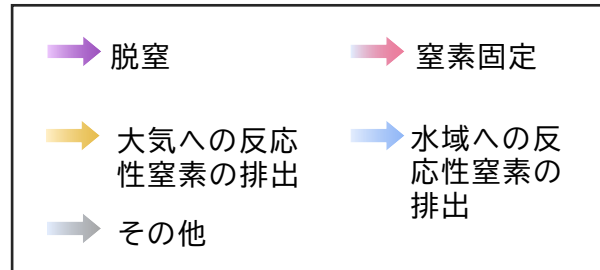 脱窒
窒素固定
大気への反応
性窒素の排出
水域への反
応性窒素の
排出
その他